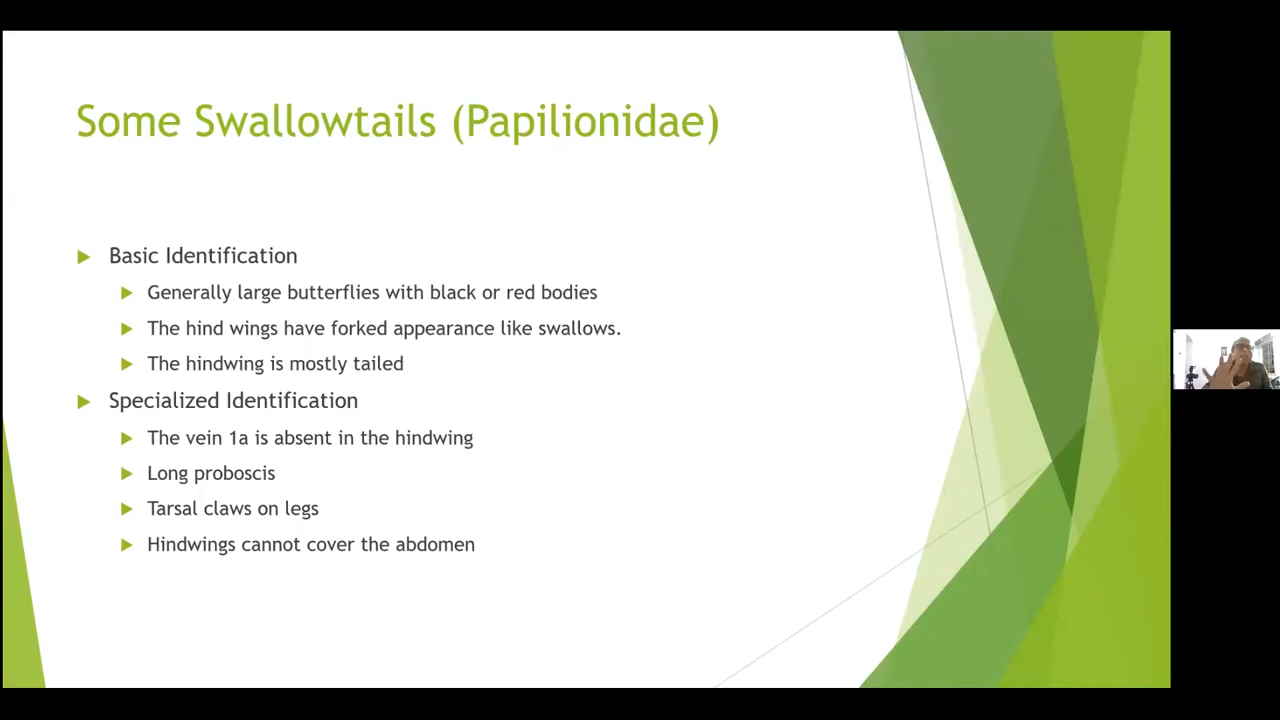 Some Swallowtails (Papilionidae)
Basic Identification
Generally large butterflies with black or red bodies
The hind wings have forked appearance like swallows.
The hindwing is mostly tailed
Specialized Identification
The vein 1a is absent in the hindwing
Long proboscis
Tarsal claws on legs
Hindwings cannot cover the abdomen